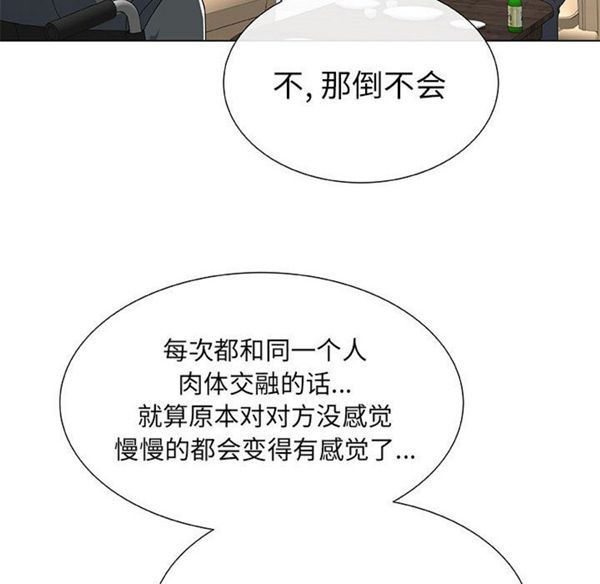 不, 那倒不会
每次都和同一个人
肉体交融的话...
就算原本对对方没感觉
慢慢的都会变得有感觉了...